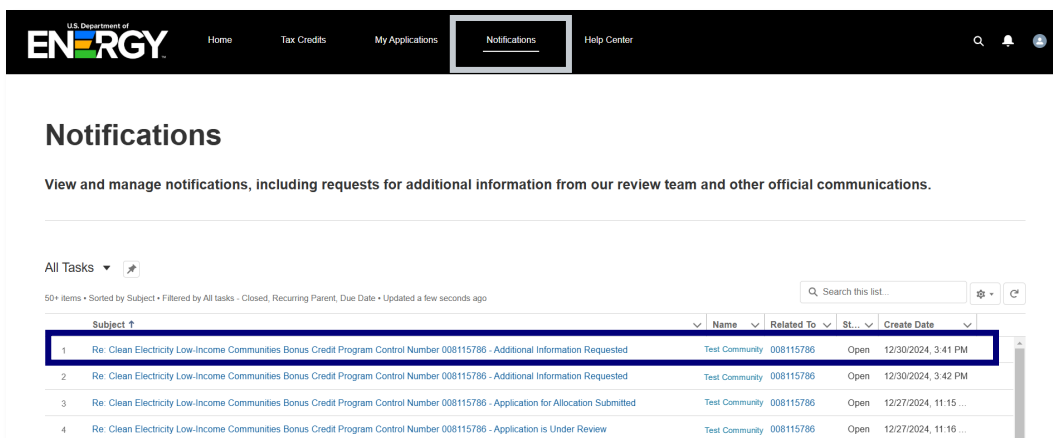 U.S. Department of
ENERGY
Home Tax Credits My Applications Notifications Help Center
Notifications
View and manage notifications, including requests for additional information from our review team and other official communications.
All Tasks
50+ items • Sorted by Subject • Filtered by All tasks - Closed, Recurring Parent, Due Date • Updated a few seconds ago
Search this list...
Subject ↑ Name Related To St... Create Date
1 Re: Clean Electricity Low-Income Communities Bonus Credit Program Control Number 008115786 - Additional Information Requested Test Community 008115786 Open 12/30/2024, 3:41 PM
2 Re: Clean Electricity Low-Income Communities Bonus Credit Program Control Number 008115786 - Additional Information Requested Test Community 008115786 Open 12/30/2024, 3:42 PM
3 Re: Clean Electricity Low-Income Communities Bonus Credit Program Control Number 008115786 - Application for Allocation Submitted Test Community 008115786 Open 12/27/2024, 11:15 ...
4 Re: Clean Electricity Low-Income Communities Bonus Credit Program Control Number 008115786 - Application is Under Review Test Community 008115786 Open 12/27/2024, 11:16 ...